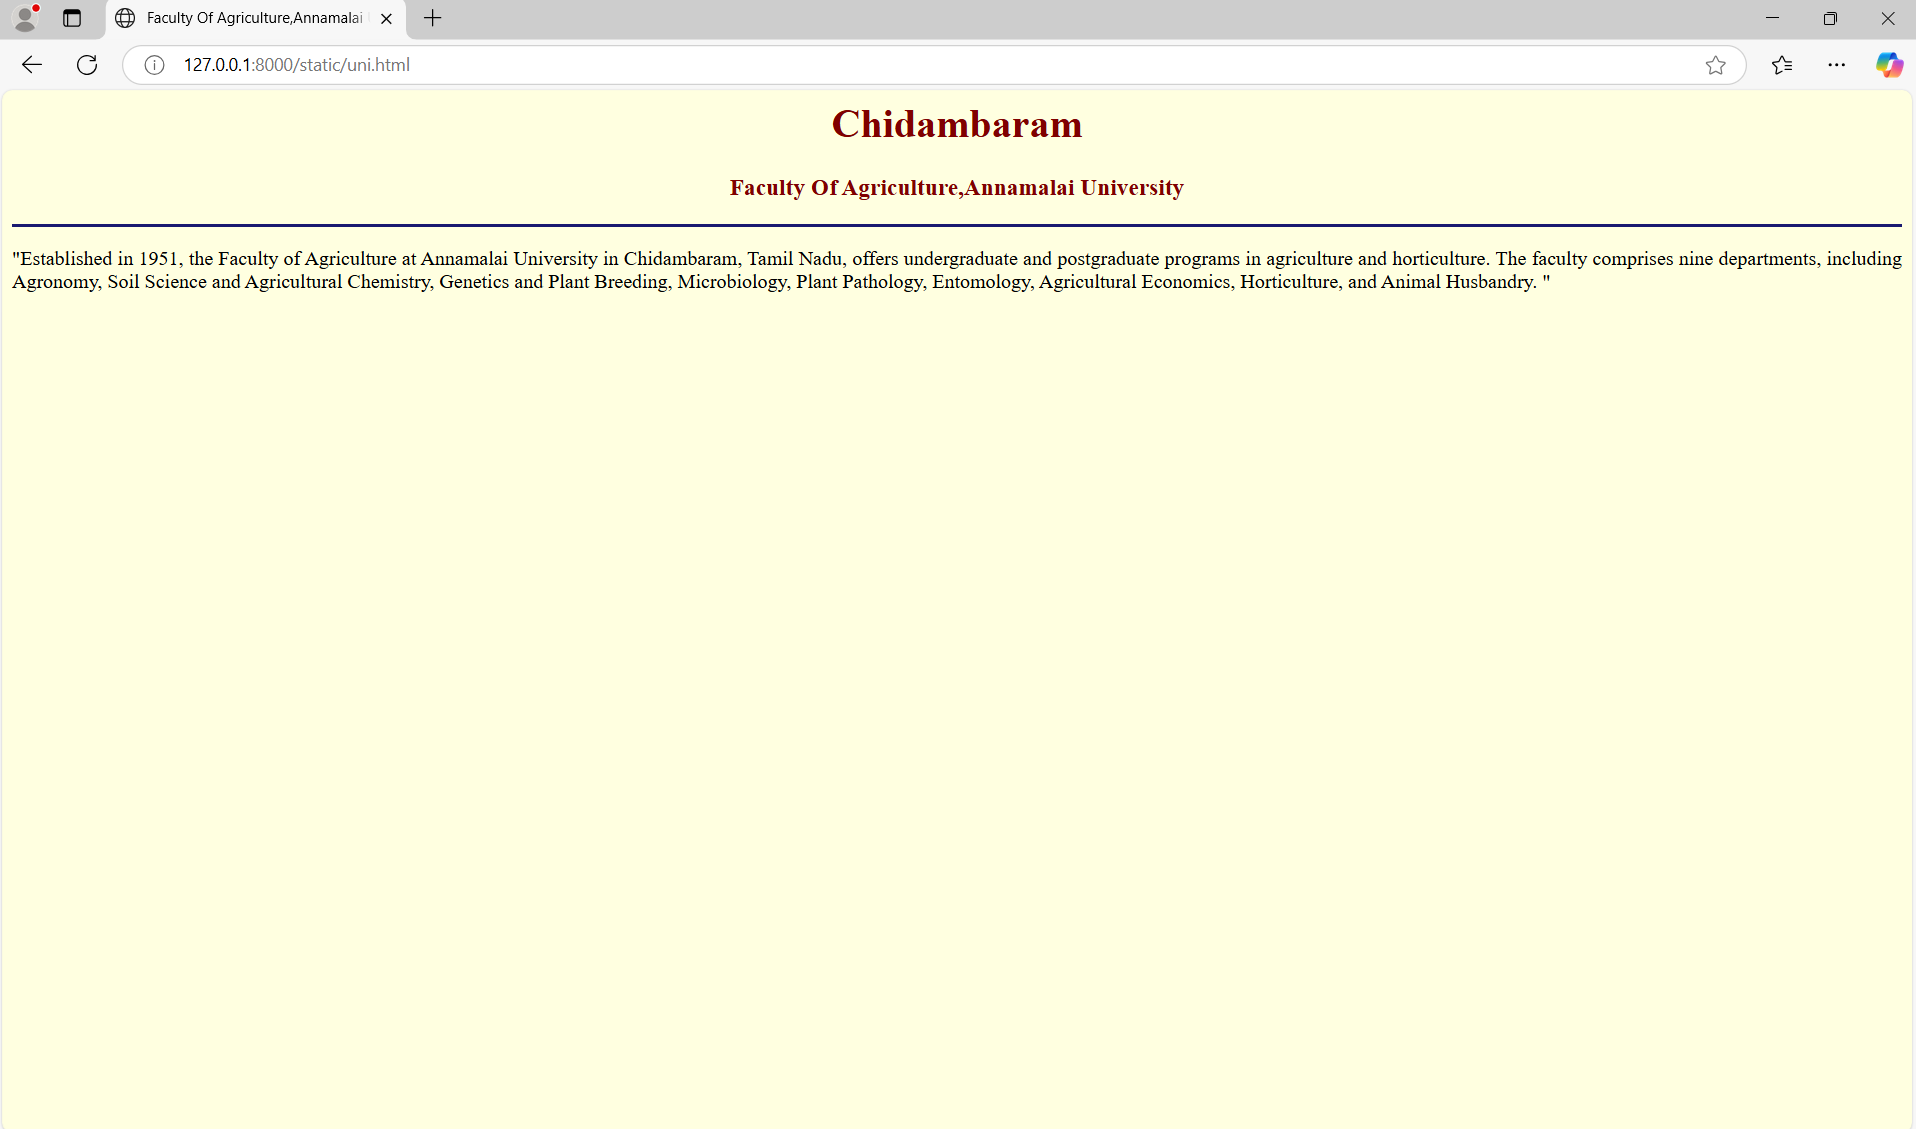 Faculty Of Agriculture,Annamalai
127.0.0.1:8000/static/uni.html
Chidambaram
Faculty Of Agriculture,Annamalai University
"Established in 1951, the Faculty of Agriculture at Annamalai University in Chidambaram, Tamil Nadu, offers undergraduate and postgraduate programs in agriculture and horticulture. The faculty comprises nine departments, including
Agronomy, Soil Science and Agricultural Chemistry, Genetics and Plant Breeding, Microbiology, Plant Pathology, Entomology, Agricultural Economics, Horticulture, and Animal Husbandry. "